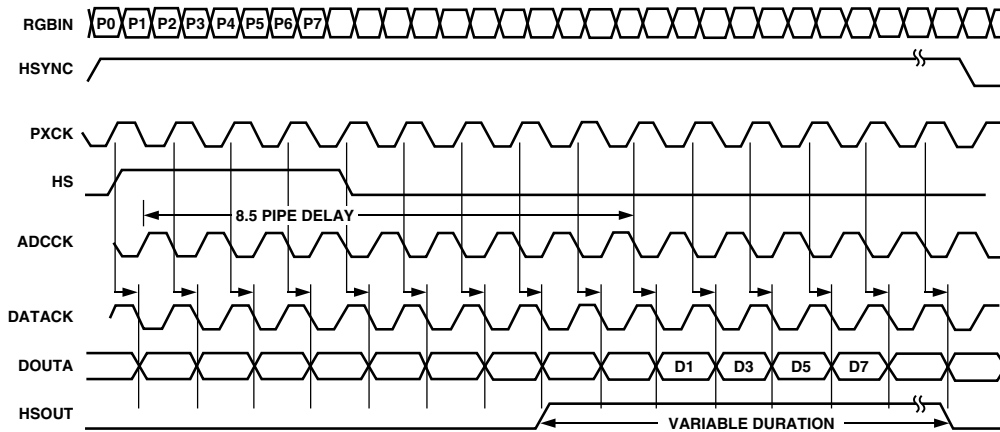 RGBIN P0 P1 P2 P3 P4 P5 P6 P7
HSYNC
PXCK
HS
8.5 PIPE DELAY
ADCCK
DATACK
DOUTA D1 D3 D5 D7
HSOUT VARIABLE DURATION